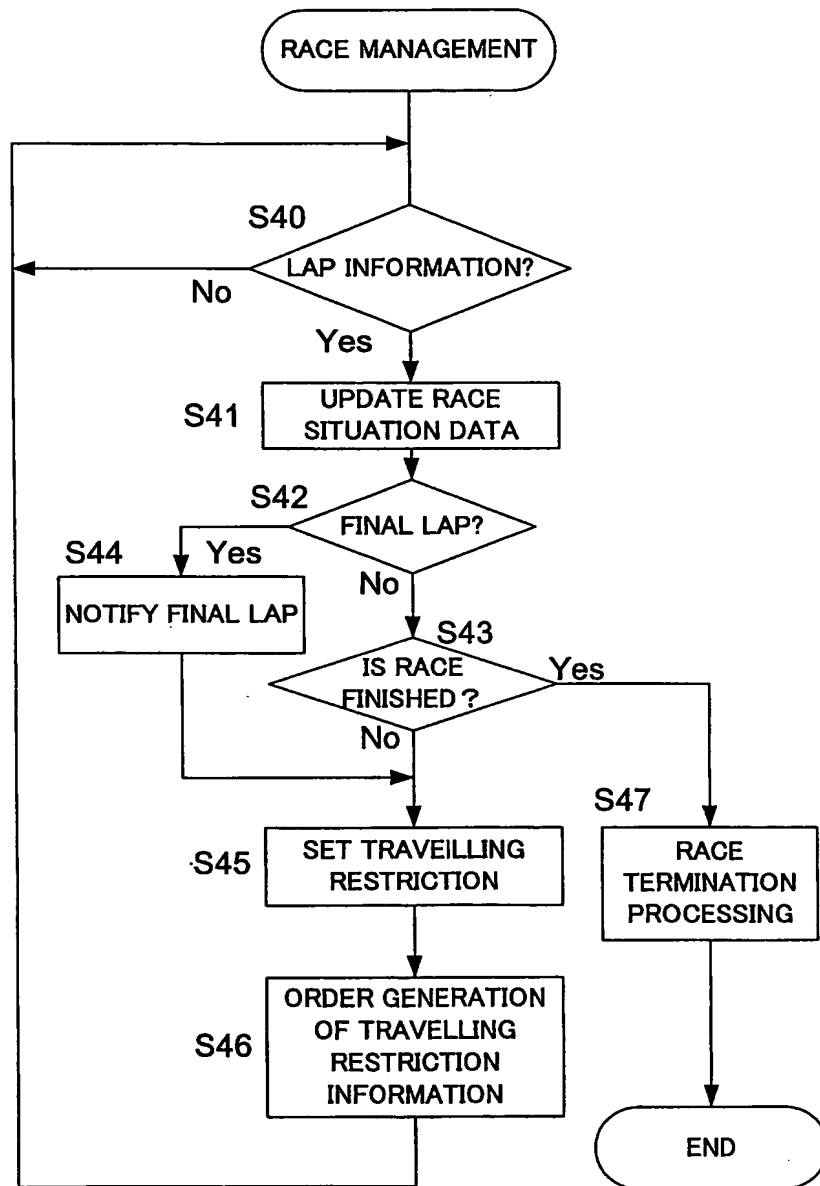 RACE MANAGEMENT
S40
LAP INFORMATION?
No
Yes
S41
UPDATE RACE
SITUATION DATA
S42
FINAL LAP?
S44
Yes
No
NOTIFY FINAL LAP
S43
IS RACE
FINISHED ?
Yes
No
S47
S45
SET TRAVEILLING
RESTRICTION
RACE
TERMINATION
PROCESSING
S46
ORDER GENERATION
OF TRAVELLING
RESTRICTION
INFORMATION
END